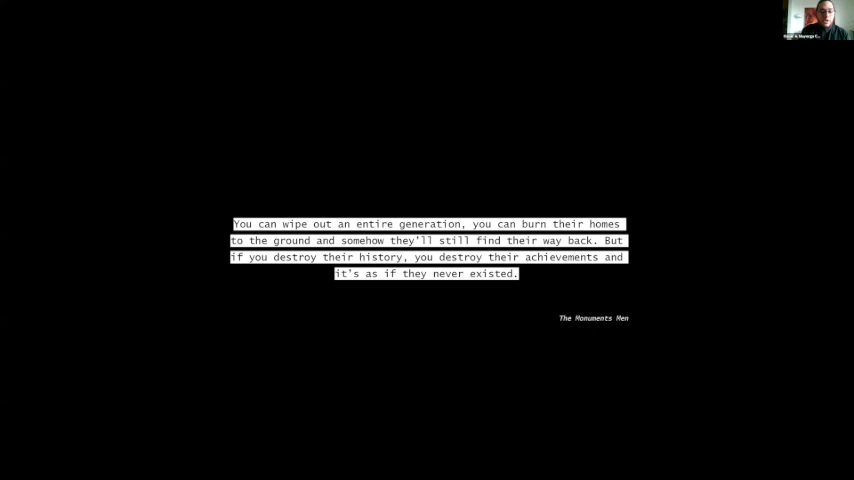 You can wipe out an entire generation, you can burn their homes
to the ground and somehow they'll still find their way back. But
if you destroy their history, you destroy their achievements and
it's as if they never existed.
The Monuments Men